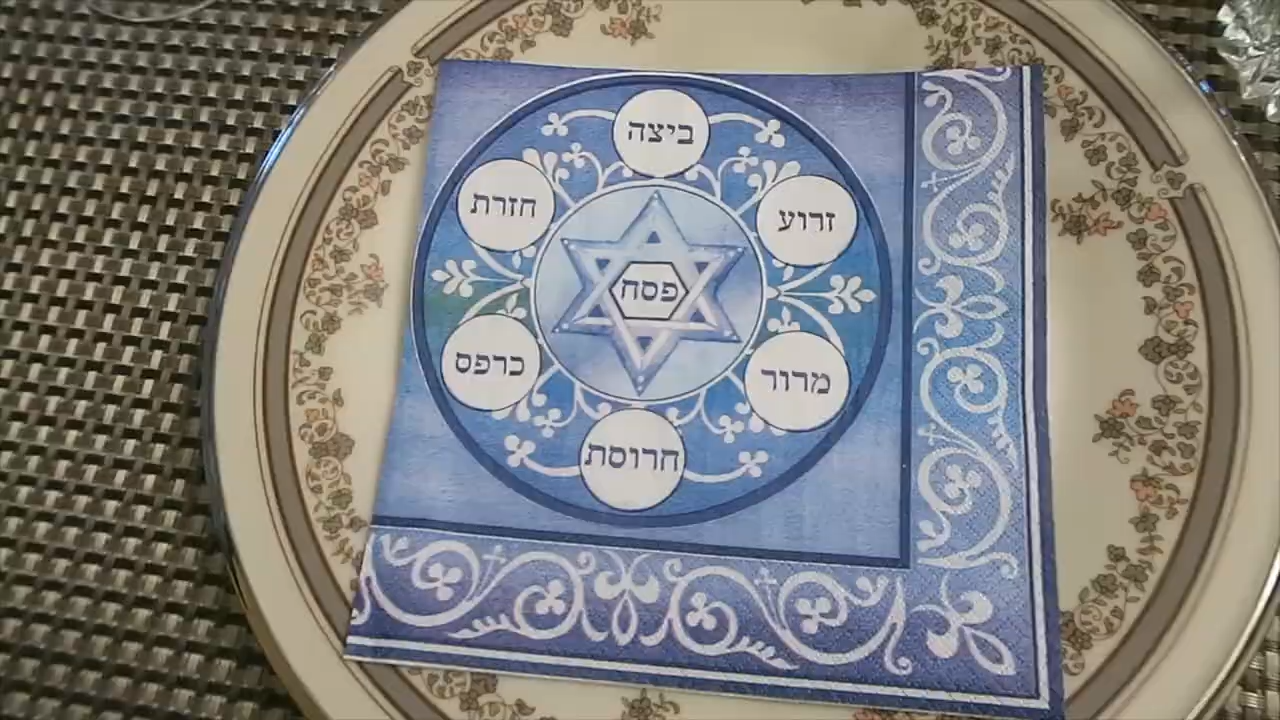 ביצה
זרוע
חזרת
פסח
מרור
כרפס
חרוסת